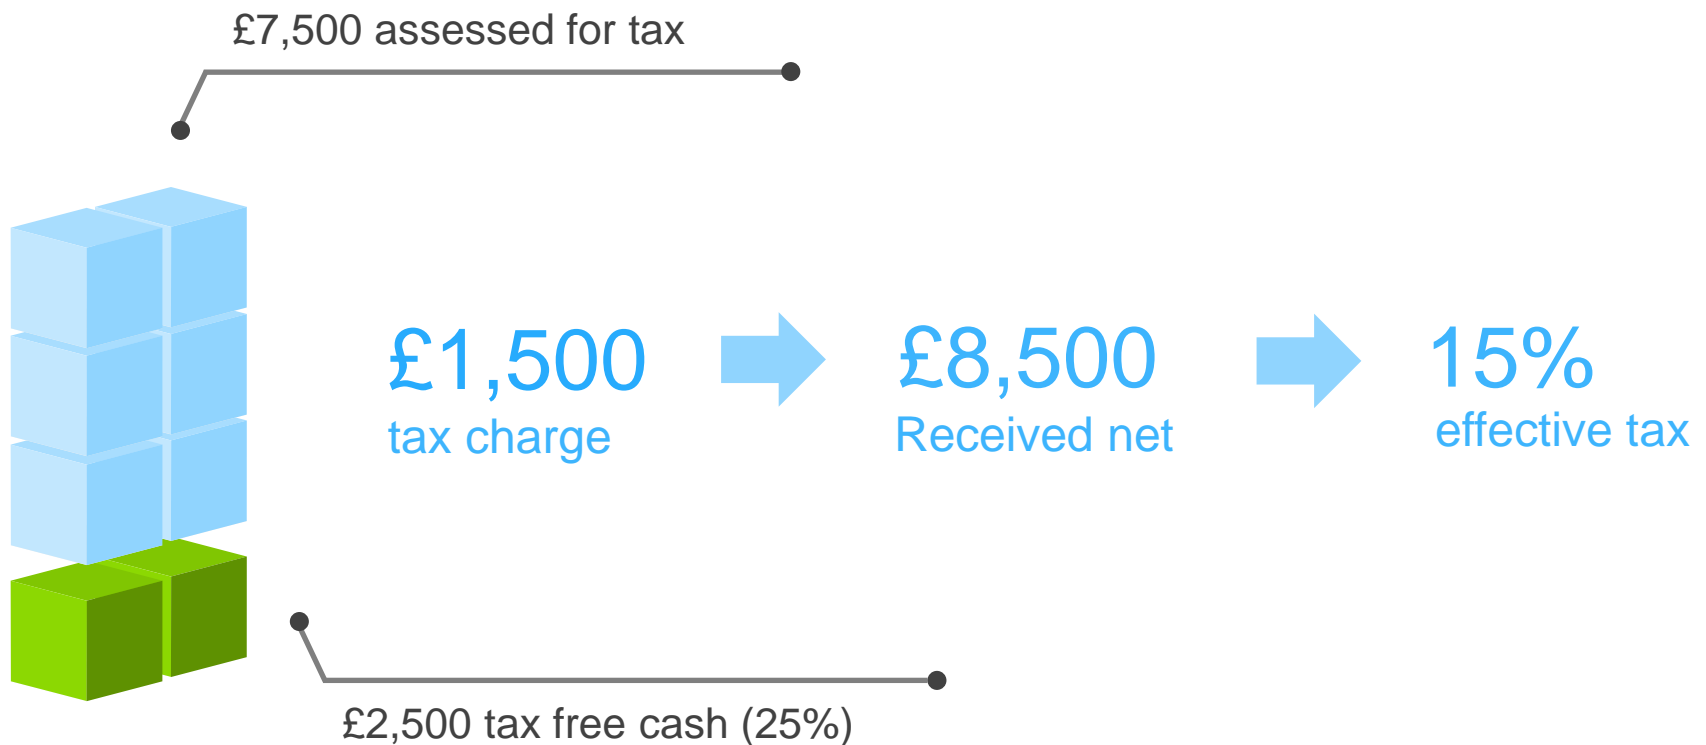 £7,500 assessed for tax
£1,500
tax charge
£8,500
Received net
15%
effective tax
£2,500 tax free cash (25%)